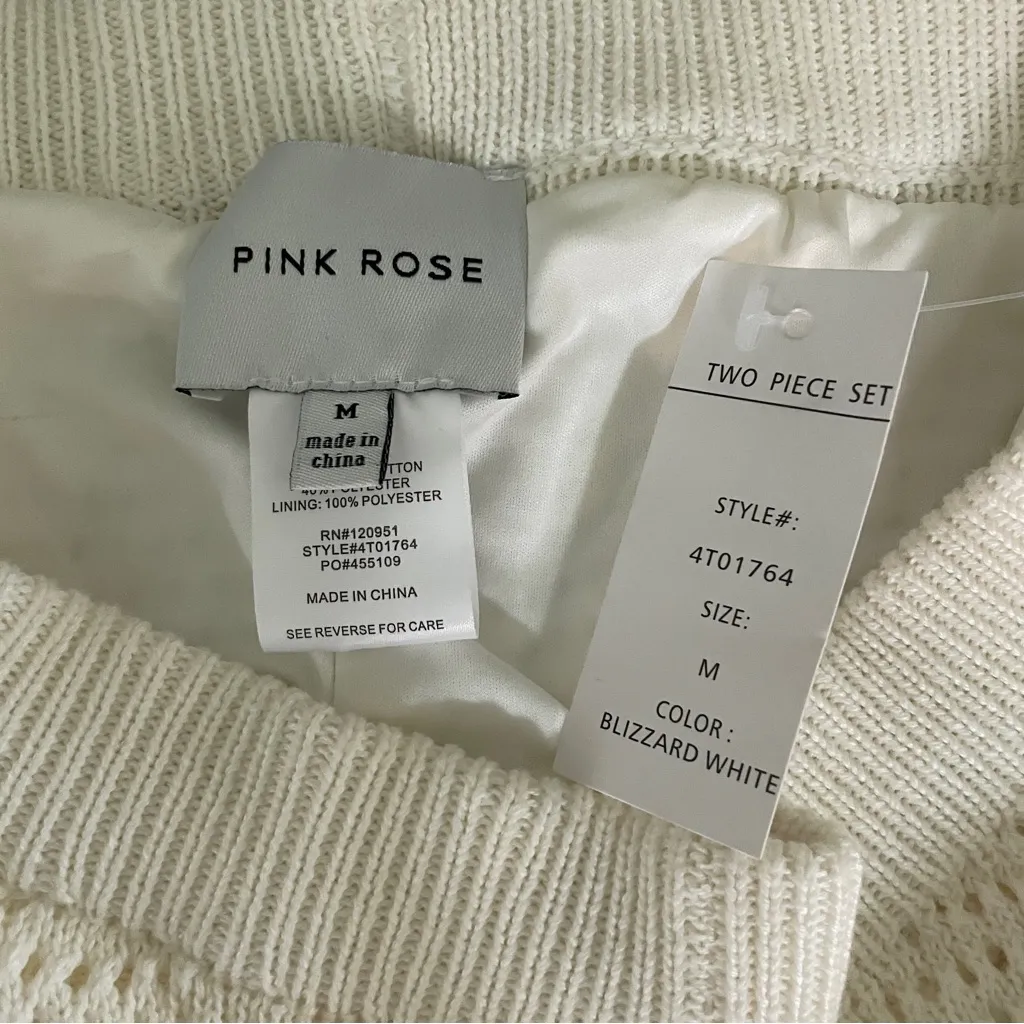 PINK ROSE
M
made in
china
LINING: 100% POLYESTER
RN#120951
STYLE#4T01764
PO#455109
MADE IN CHINA
SEE REVERSE FOR CARE
TWO PIECE SET
STYLE#:
4T01764
SIZE:
M
COLOR :
BLIZZARD WHITE